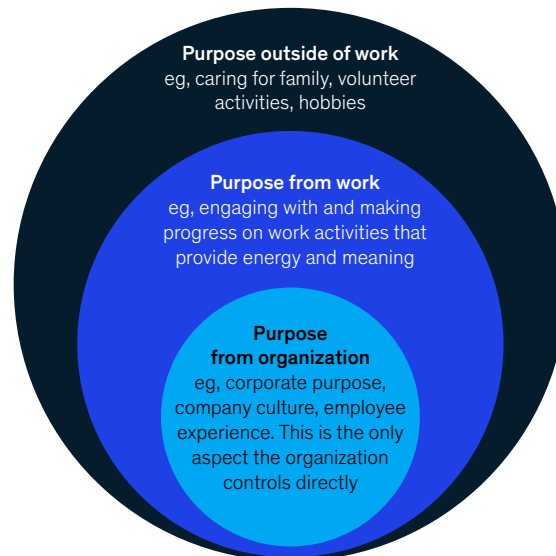 Purpose outside of work
eg, caring for family, volunteer
activities, hobbies
Purpose from work
eg, engaging with and making
progress on work activities that
provide energy and meaning
Purpose
from organization
eg, corporate purpose,
company culture, employee
experience. This is the only
aspect the organization
controls directly